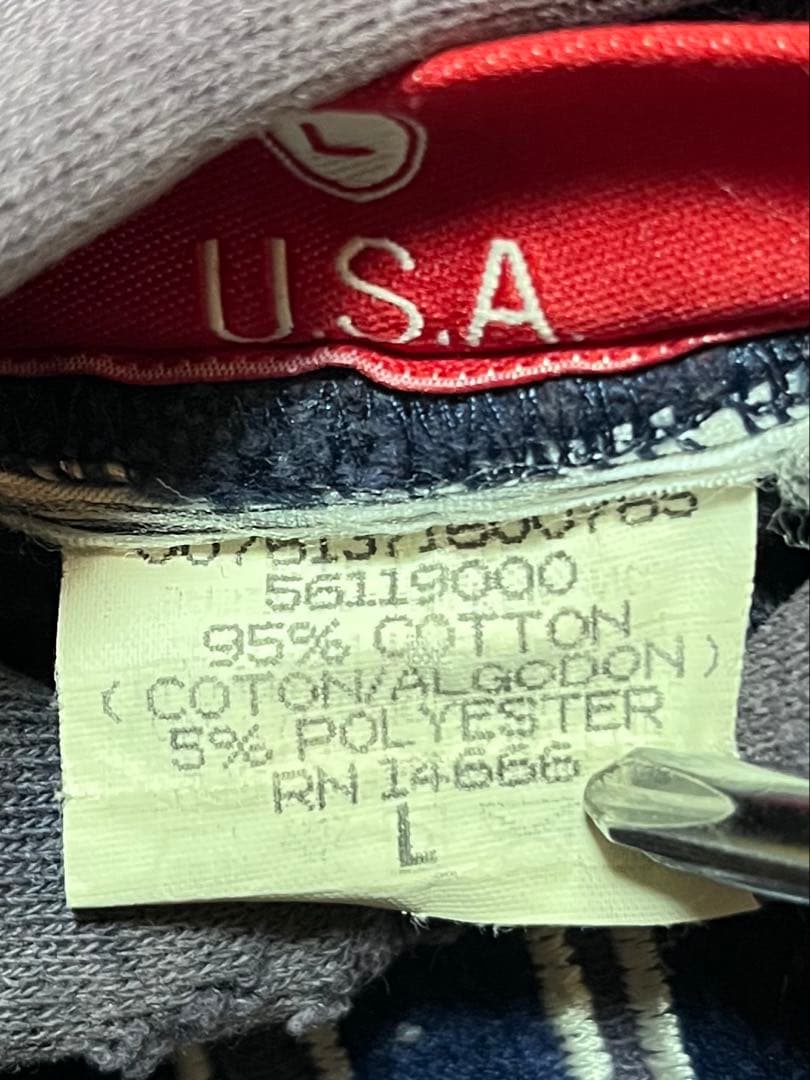 L
U.S.A.
56119000
95% COTTON
(COTON/ALGODON)
5% POLYESTER
RN 14666
L